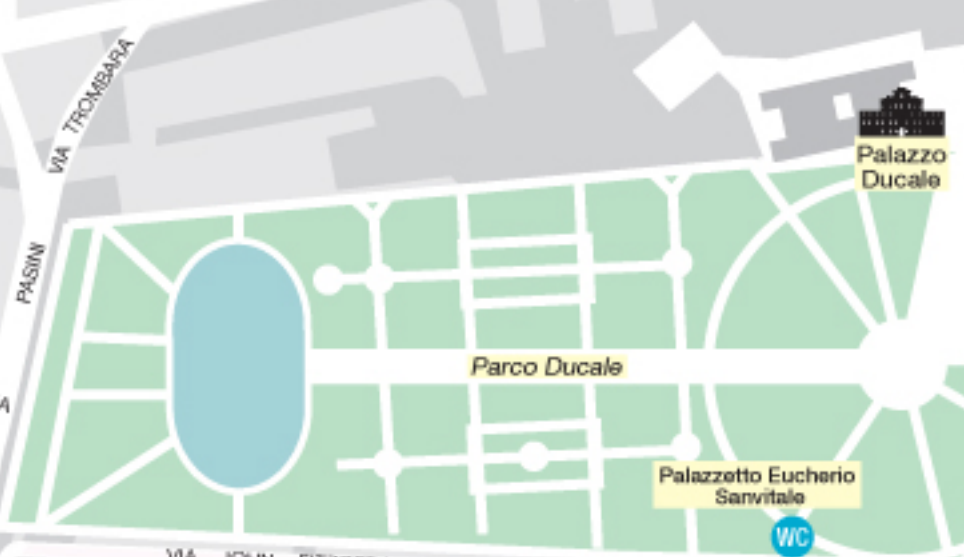 VIA TROMBARA
Palazzo
Ducale
PASINI
Parco Ducale
A
Palazzetto Eucherio
Sanvitale
WC
VIA